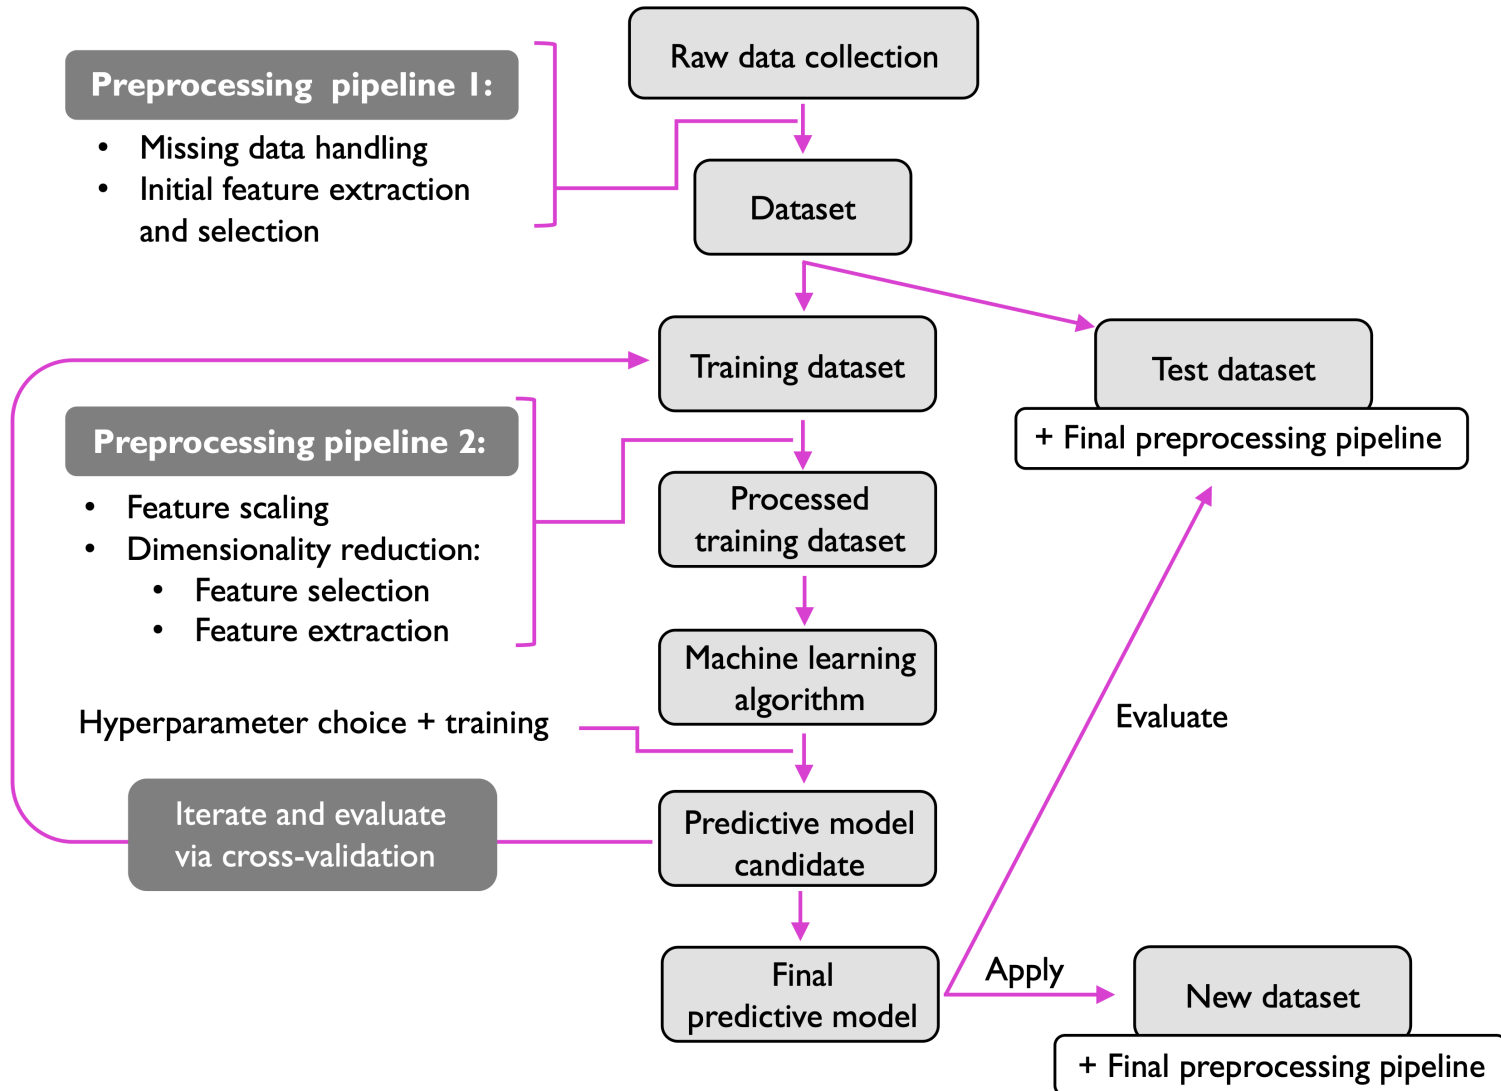 Raw data collection
Preprocessing pipeline 1:
• Missing data handling
• Initial feature extraction
and selection
Dataset
Training dataset
Test dataset
+ Final preprocessing pipeline
Preprocessing pipeline 2:
• Feature scaling
• Dimensionality reduction:
• Feature selection
• Feature extraction
Processed
training dataset
Machine learning
algorithm
Hyperparameter choice + training
Evaluate
Iterate and evaluate
via cross-validation
Predictive model
candidate
Final
predictive model
Apply
New dataset
+ Final preprocessing pipeline